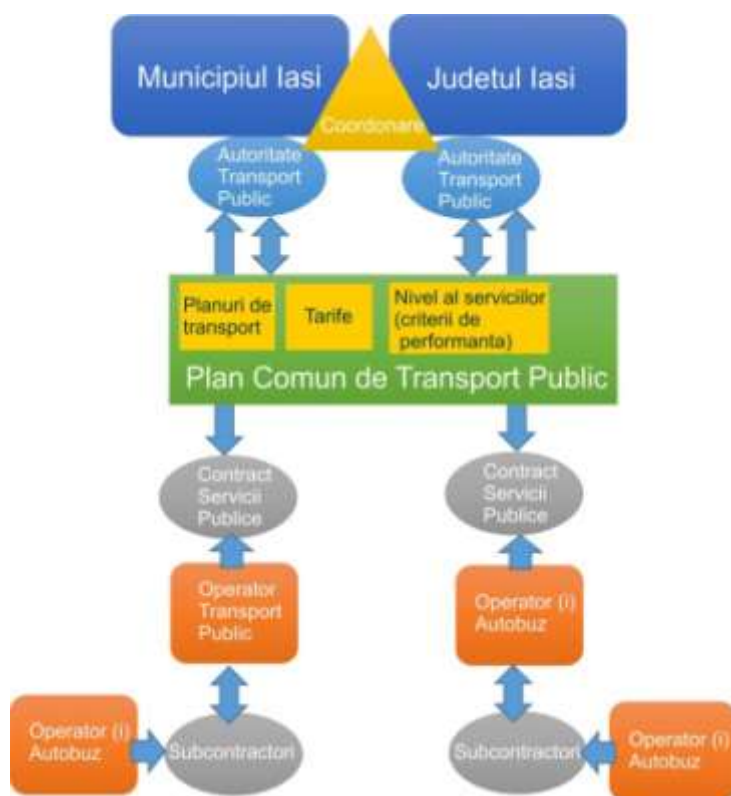 Municipiul Iasi
Judetul Iasi
Coordonare
Autoritate
Transport
Public
Autoritate
Transport
Public
Planuri de
transport
Tarife
Nivel al serviciilor
(criterii de
performanta)
Plan Comun de Transport Public
Contract
Servicii
Publice
Contract
Servicii
Publice
Operator
Transport
Public
Operator (i)
Autobuz
Operator (i)
Autobuz
Subcontractori
Subcontractori
Operator (i)
Autobuz